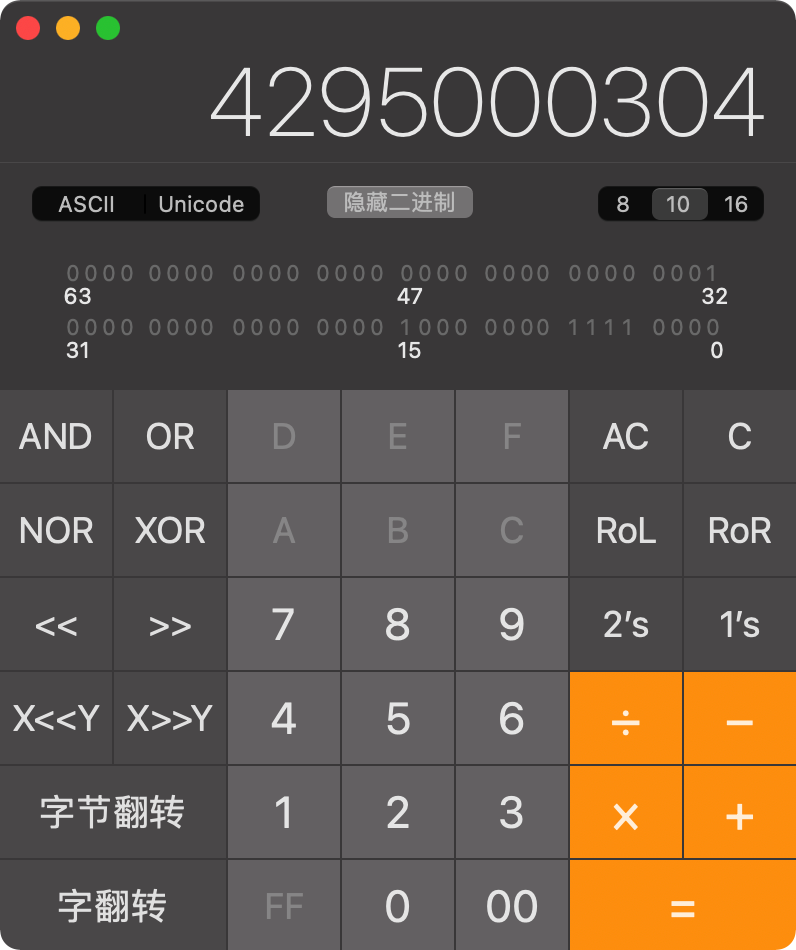 4295000304
ASCII Unicode 隐藏二进制 8 10 16
0000 0000 0000 0000 0000 0000 0000 0001
63 47 32
0000 0000 0000 0000 1000 0000 1111 0000
31 15 0
AND OR D E F AC C
NOR XOR A B C RoL RoR
<< >> 7 8 9 2's 1's
X<<Y X>>Y 4 5 6 ÷ −
字节翻转 1 2 3 × +
字翻转 FF 0 00 =